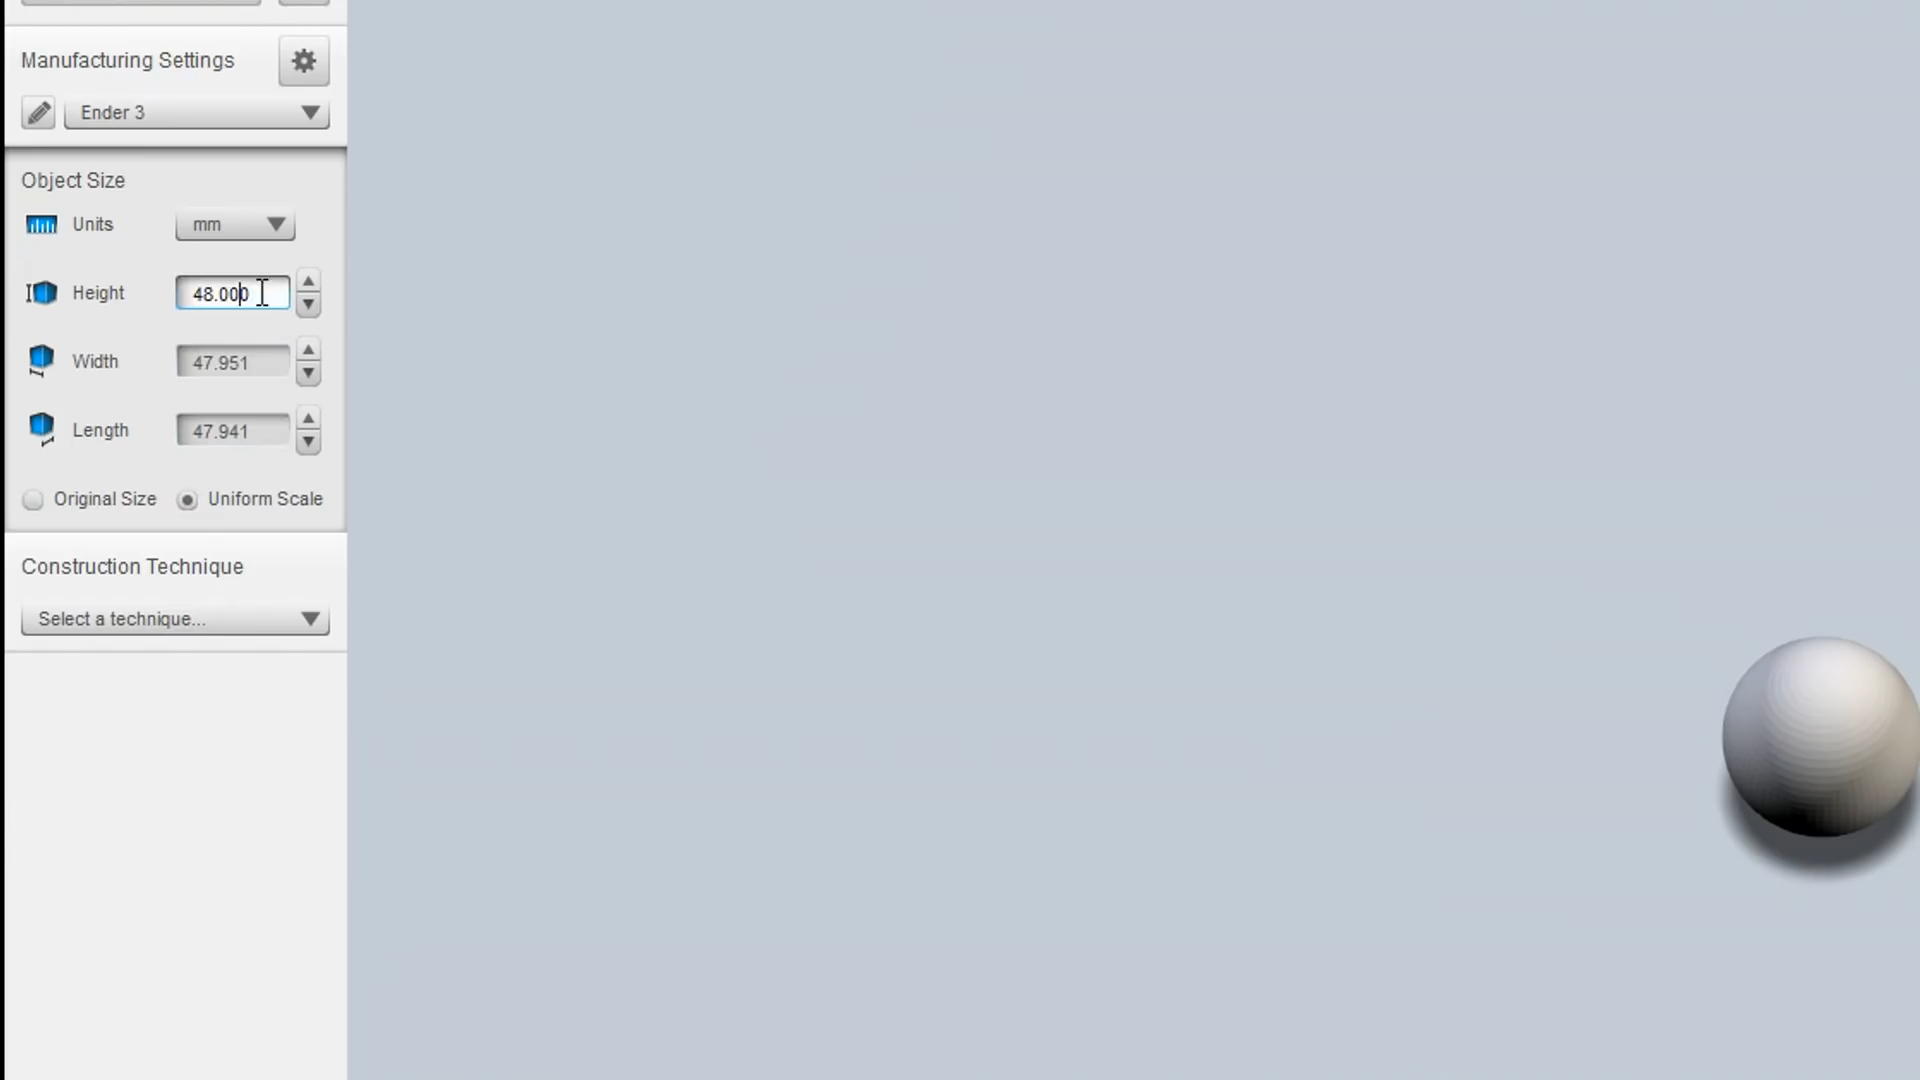 Manufacturing Settings
Ender 3
Object Size
Units mm
Height 48.000
Width 47.951
Length 47.941
Original Size Uniform Scale
Construction Technique
Select a technique...